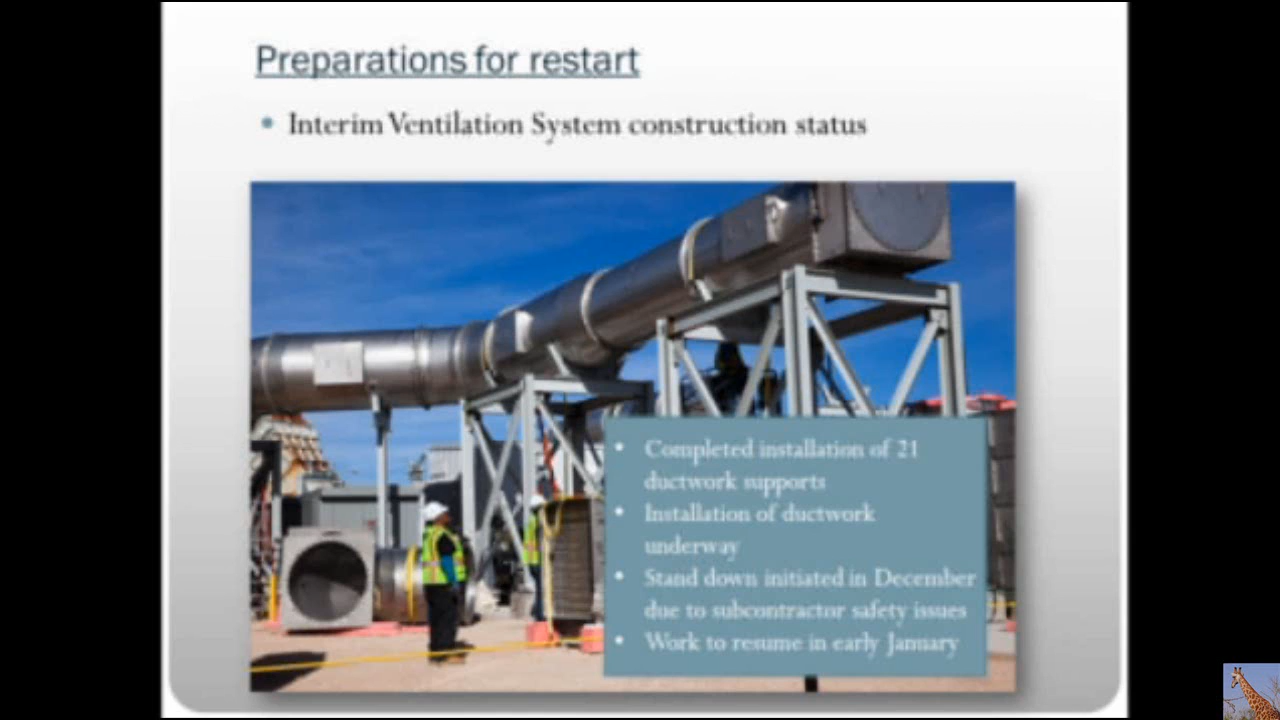 Preparations for restart
• Interim Ventilation System construction status
• Completed installation of 21
ductwork supports
• Installation of ductwork
underway
• Stand down initiated in December
due to subcontractor safety issues
• Work to resume in early January